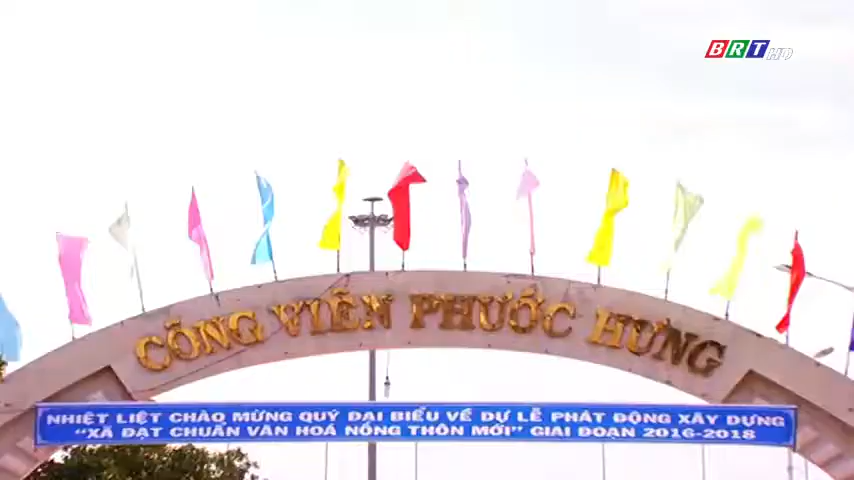 BRT HD
CÔNG VIÊN PHƯỚC HƯNG
NHIỆT LIỆT CHÀO MỪNG QUÝ ĐẠI BIỂU VỀ DỰ LỄ PHÁT ĐỘNG XÂY DỰNG
"XÃ ĐẠT CHUẨN VĂN HOÁ NÔNG THÔN MỚI" GIAI ĐOẠN 2016-2018